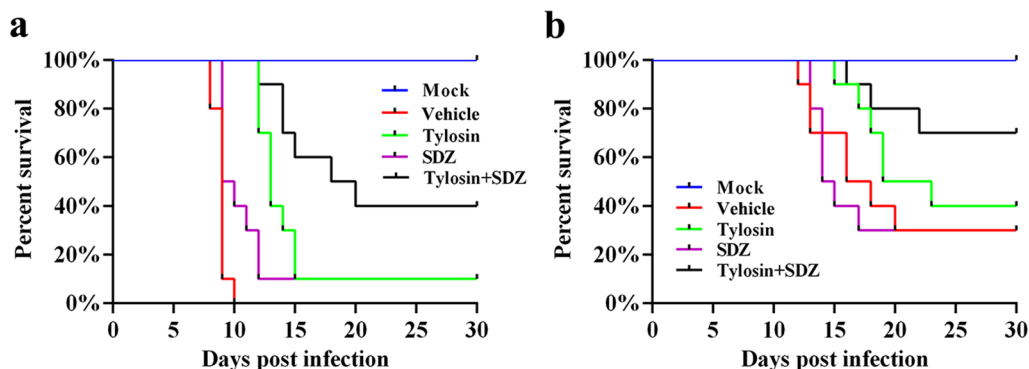 a
Percent survival
100%
80%
60%
40%
20%
0%
Mock
Vehicle
Tylosin
SDZ
Tylosin+SDZ
0 5 10 15 20 25 30
Days post infection
b
Percent survival
100%
80%
60%
40%
20%
0%
Mock
Vehicle
Tylosin
SDZ
Tylosin+SDZ
0 5 10 15 20 25 30
Days post infection